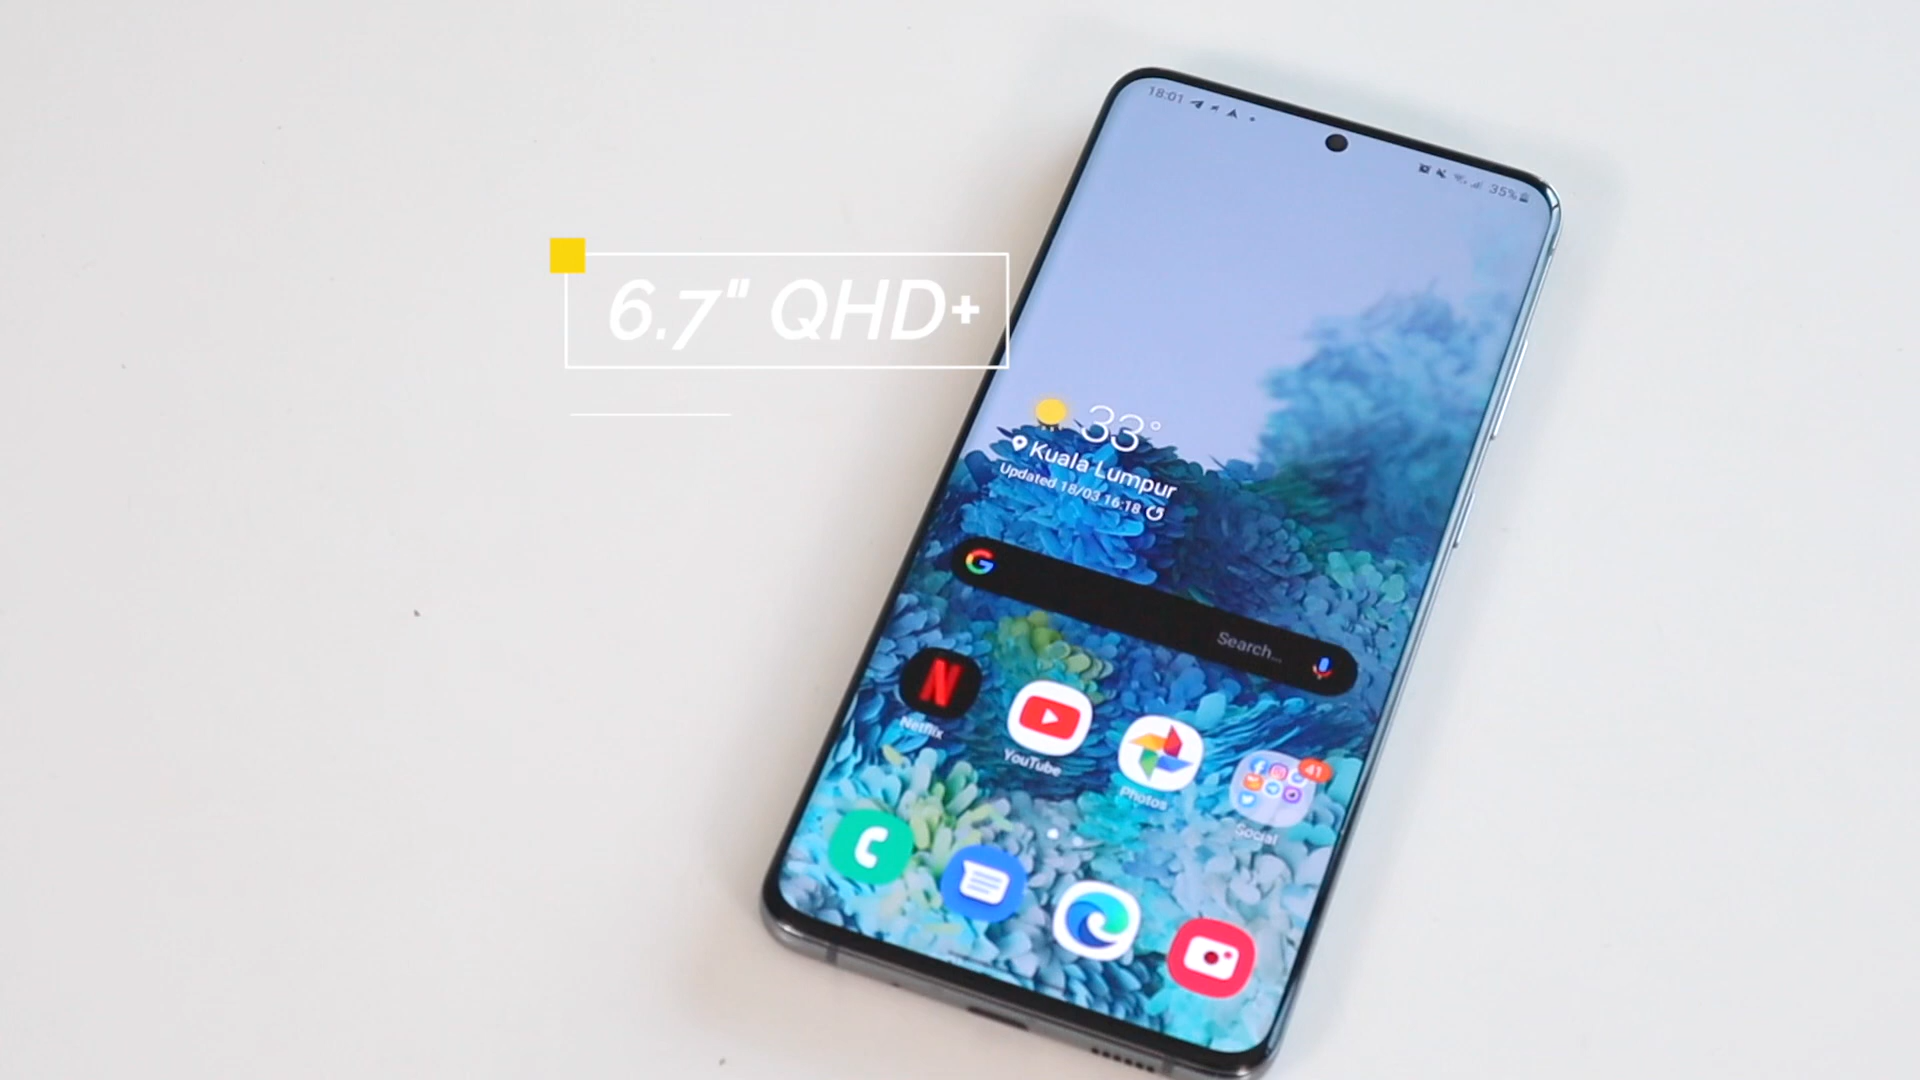 18:01
35%
6.7" QHD+
33°
Kuala Lumpur
Updated 18/03 16:18
Search...
Netflix
YouTube
Photos
41
Social